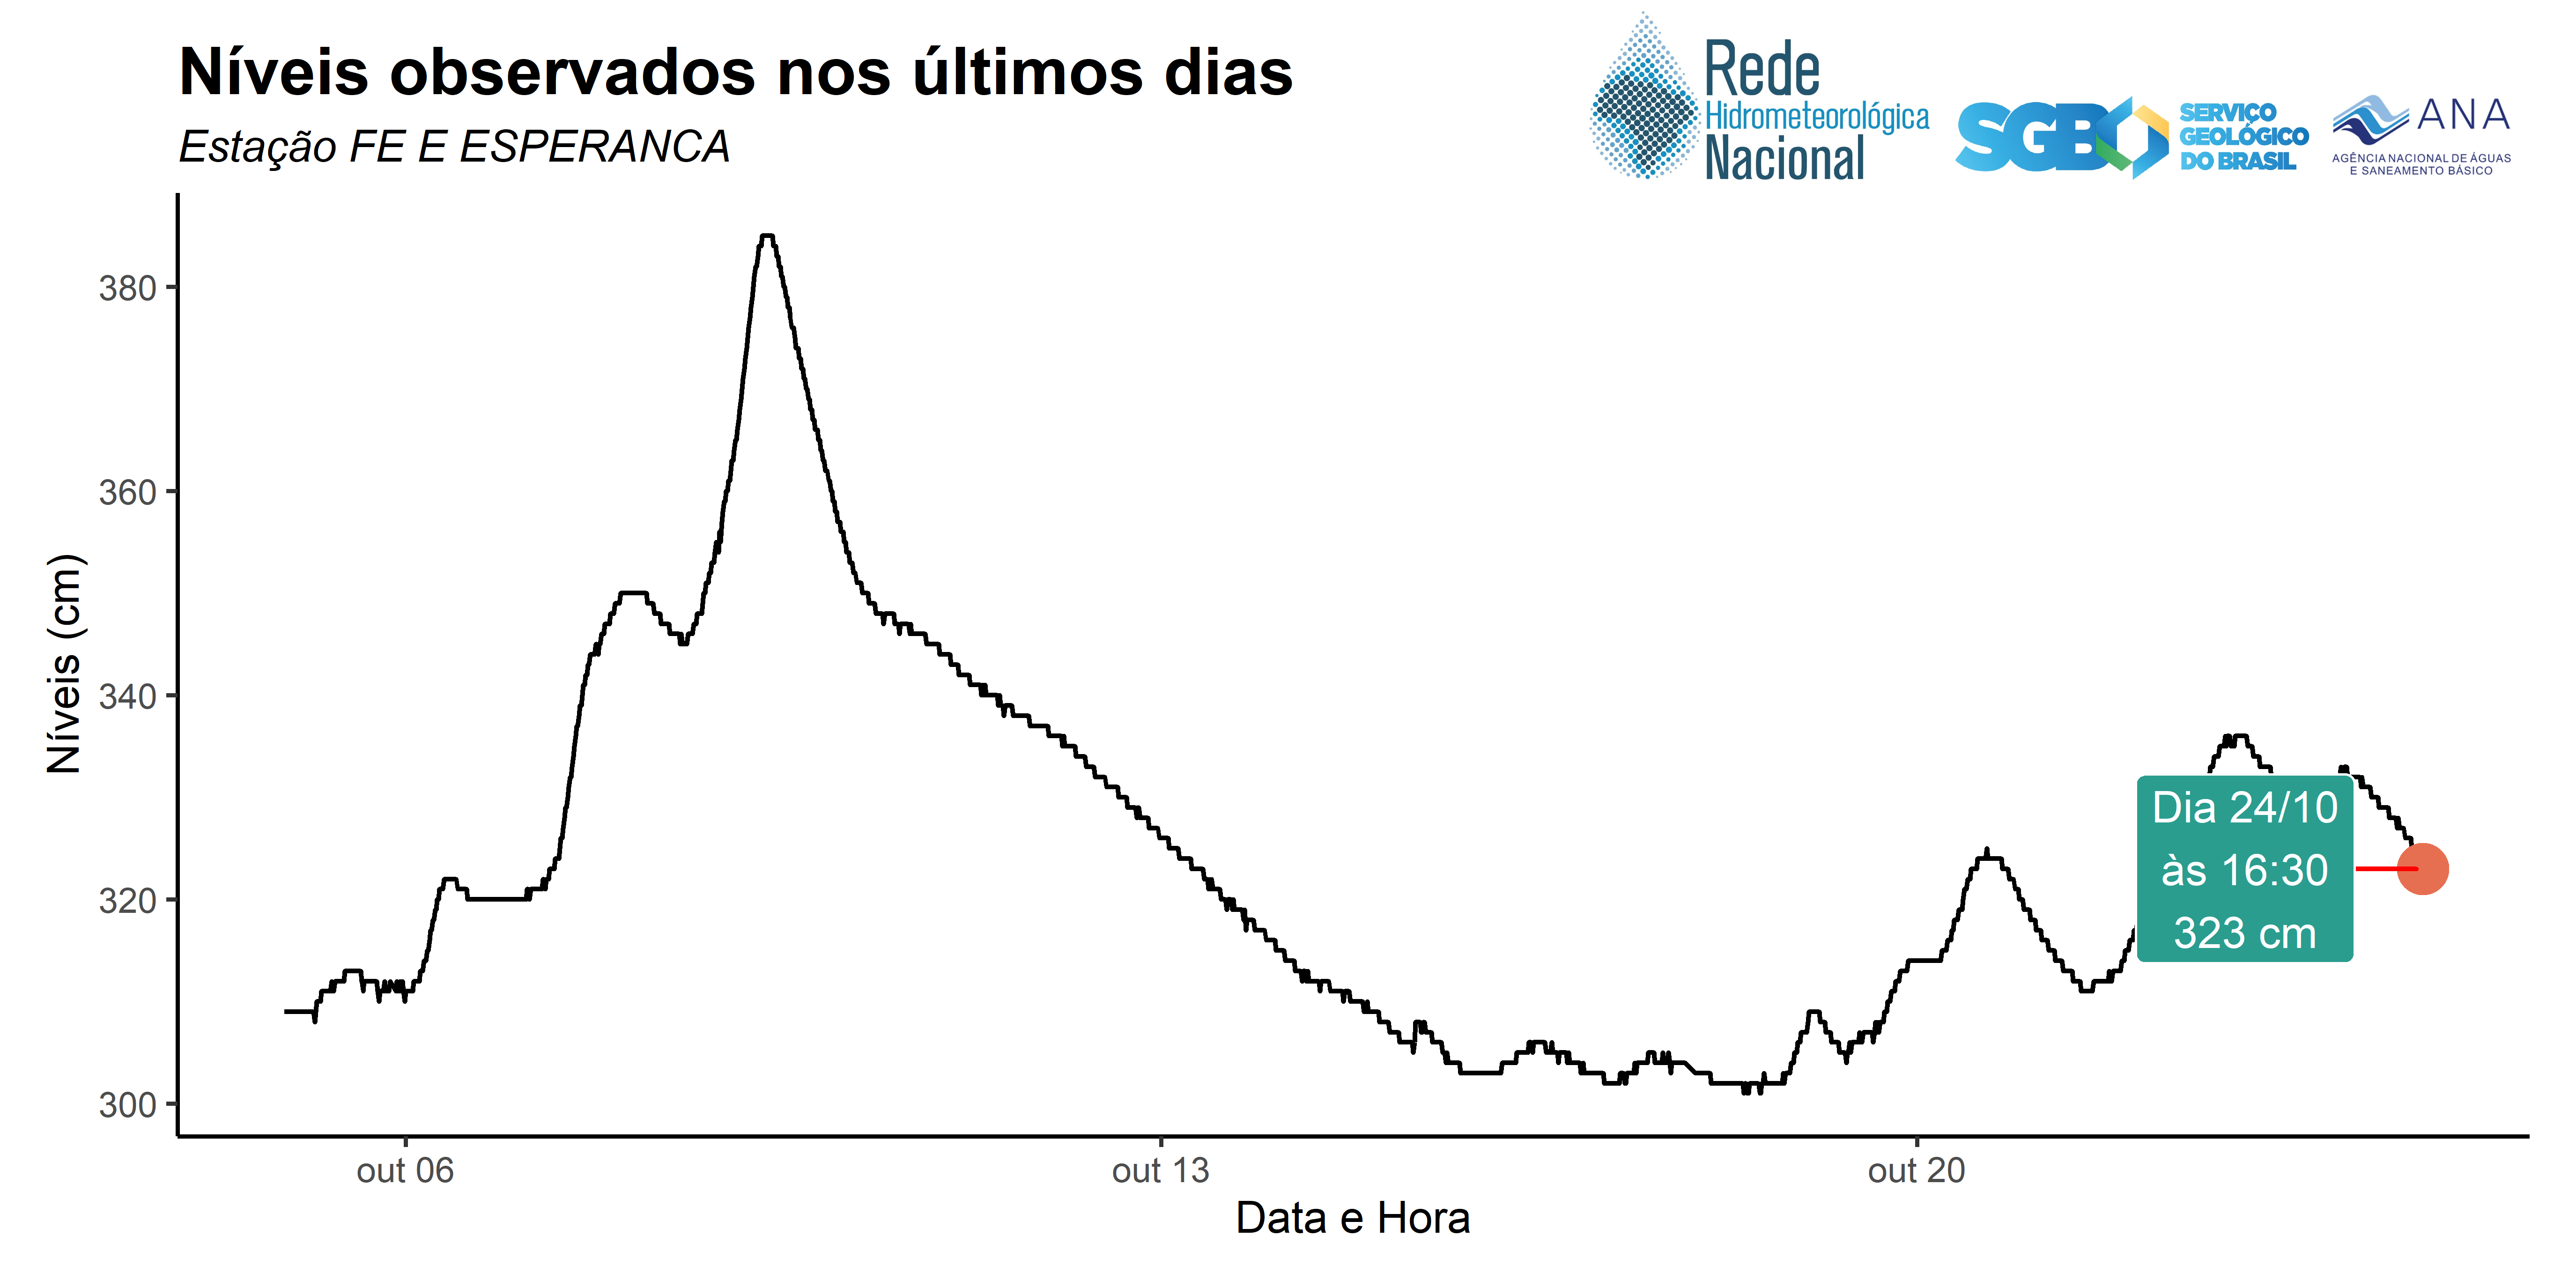 Níveis observados nos últimos dias
Estação FE E ESPERANCA
Rede
Hidrometeorológica
Nacional
SGB
SERVIÇO
GEOLÓGICO
DO BRASIL
ANA
AGÊNCIA NACIONAL DE ÁGUAS
E SANEAMENTO BÁSICO
Níveis (cm)
380
360
340
320
300
Dia 24/10
às 16:30
323 cm
out 06
out 13
out 20
Data e Hora